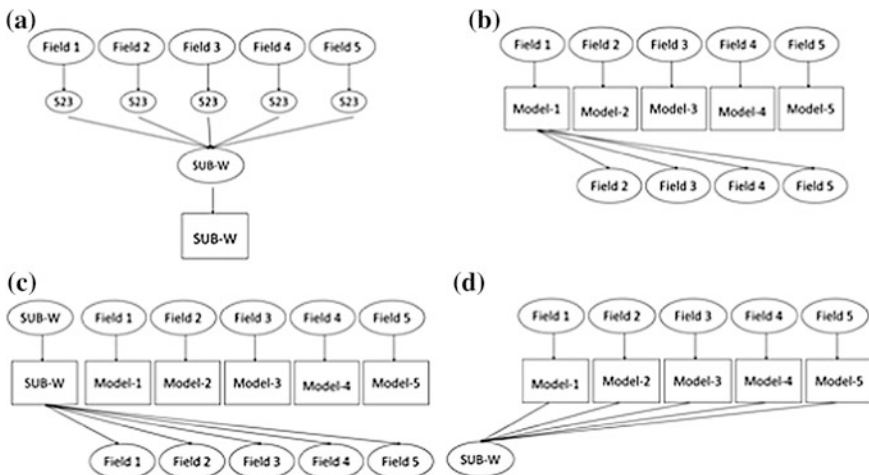 (a)
Field 1 Field 2 Field 3 Field 4 Field 5
S23 S23 S23 S23 S23
SUB-W
SUB-W
(b)
Field 1 Field 2 Field 3 Field 4 Field 5
Model-1 Model-2 Model-3 Model-4 Model-5
Field 2 Field 3 Field 4 Field 5
(c)
SUB-W Field 1 Field 2 Field 3 Field 4 Field 5
SUB-W Model-1 Model-2 Model-3 Model-4 Model-5
Field 1 Field 2 Field 3 Field 4 Field 5
(d)
Field 1 Field 2 Field 3 Field 4 Field 5
Model-1 Model-2 Model-3 Model-4 Model-5
SUB-W